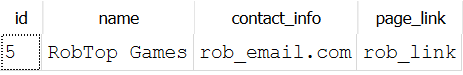 id name contact_info page_link
5 RobTop Games rob_email.com rob_link